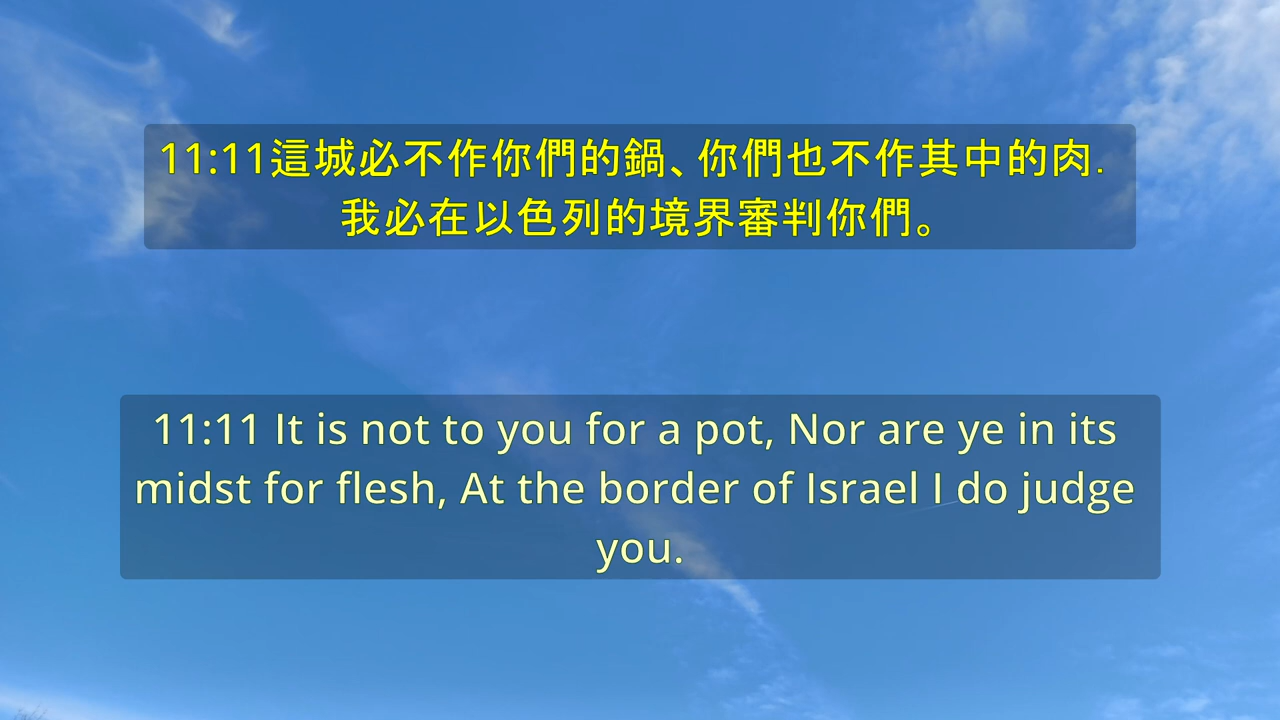 11:11這城必不作你們的鍋、你們也不作其中的肉．
我必在以色列的境界審判你們。
11:11 It is not to you for a pot, Nor are ye in its
midst for flesh, At the border of Israel I do judge
you.